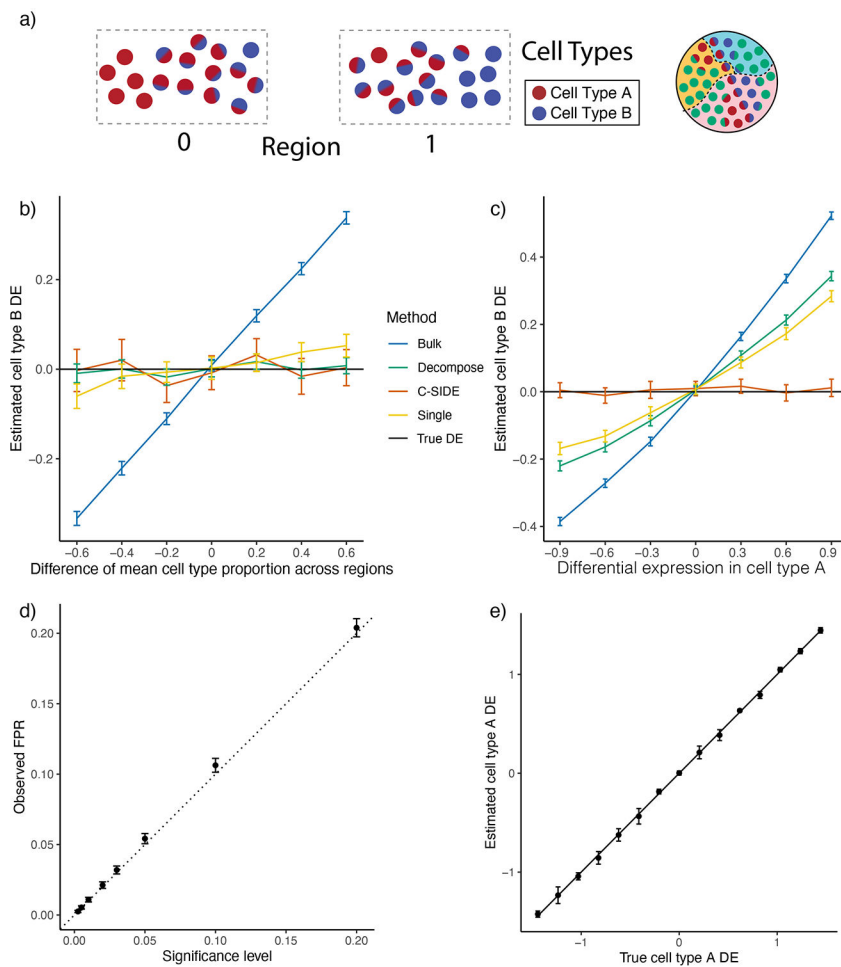 a)
Cell Types
Cell Type A
Cell Type B
0
Region
1
b)
Estimated cell type B DE
0.2
0.0
−0.2
−0.6
−0.4
−0.2
0
0.2
0.4
0.6
Difference of mean cell type proportion across regions
Method
Bulk
Decompose
C-SIDE
Single
True DE
c)
Estimated cell type B DE
0.4
0.2
0.0
−0.2
−0.4
−0.9
−0.6
−0.3
0
0.3
0.6
0.9
Differential expression in cell type A
d)
Observed FPR
0.20
0.15
0.10
0.05
0.00
0.00
0.05
0.10
0.15
0.20
Significance level
e)
Estimated cell type A DE
1
0
−1
−1
0
1
True cell type A DE